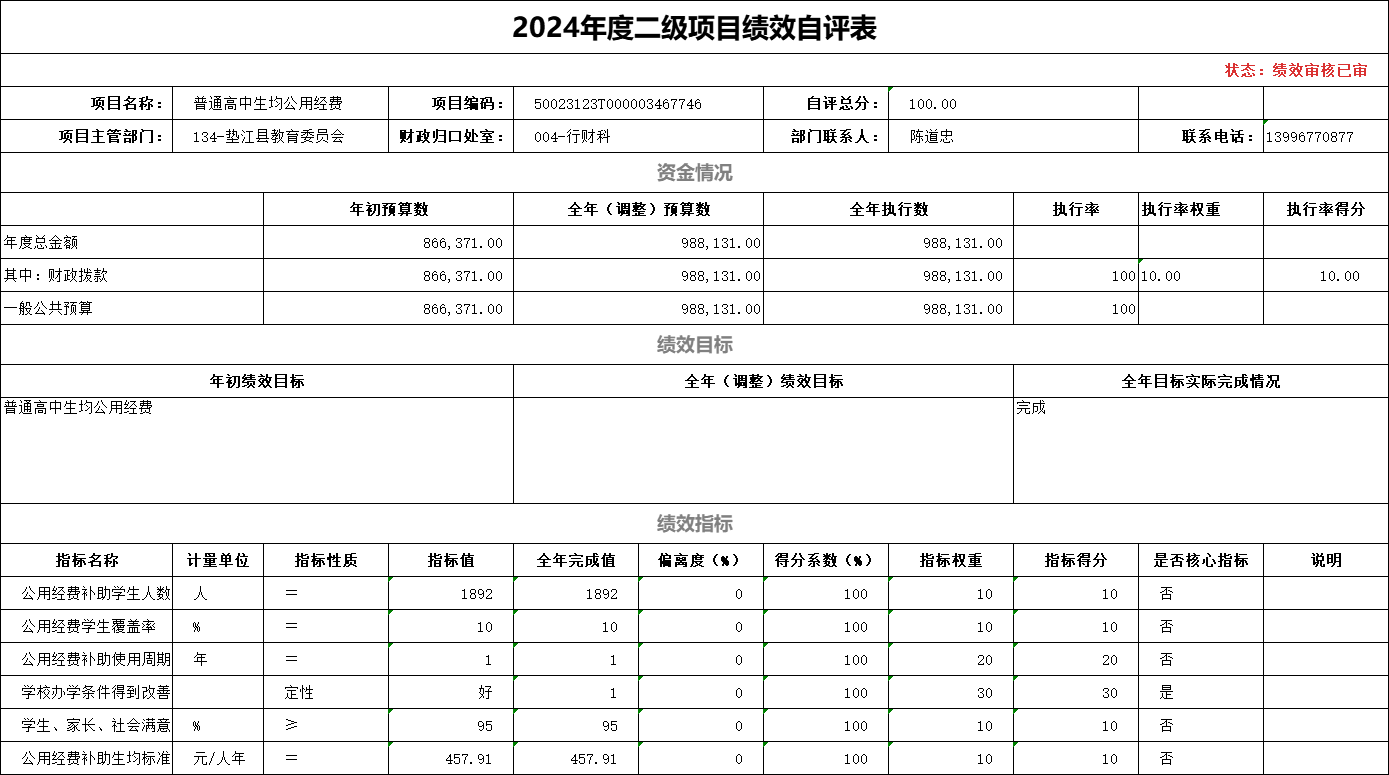 2024年度二级项目绩效自评表
状态：绩效审核已审
项目名称： 普通高中生均公用经费 项目编码： 50023123T000003467746 自评总分： 100.00
项目主管部门： 134-垫江县教育委员会 财政归口处室： 004-行财科 部门联系人： 陈道忠 联系电话： 13996770877
资金情况
年初预算数 全年（调整）预算数 全年执行数 执行率 执行率权重 执行率得分
年度总金额 866,371.00 988,131.00 988,131.00
其中：财政拨款 866,371.00 988,131.00 988,131.00 100 10.00 10.00
一般公共预算 866,371.00 988,131.00 988,131.00 100
绩效目标
年初绩效目标 全年（调整）绩效目标 全年目标实际完成情况
普通高中生均公用经费 完成
绩效指标
指标名称 计量单位 指标性质 指标值 全年完成值 偏离度（%） 得分系数（%） 指标权重 指标得分 是否核心指标 说明
公用经费补助学生人数 人 ＝ 1892 1892 0 100 10 10 否
公用经费学生覆盖率 % ＝ 10 10 0 100 10 10 否
公用经费补助使用周期 年 ＝ 1 1 0 100 20 20 否
学校办学条件得到改善 定性 好 1 0 100 30 30 是
学生、家长、社会满意 % ≥ 95 95 0 100 10 10 否
公用经费补助生均标准 元/人年 ＝ 457.91 457.91 0 100 10 10 否